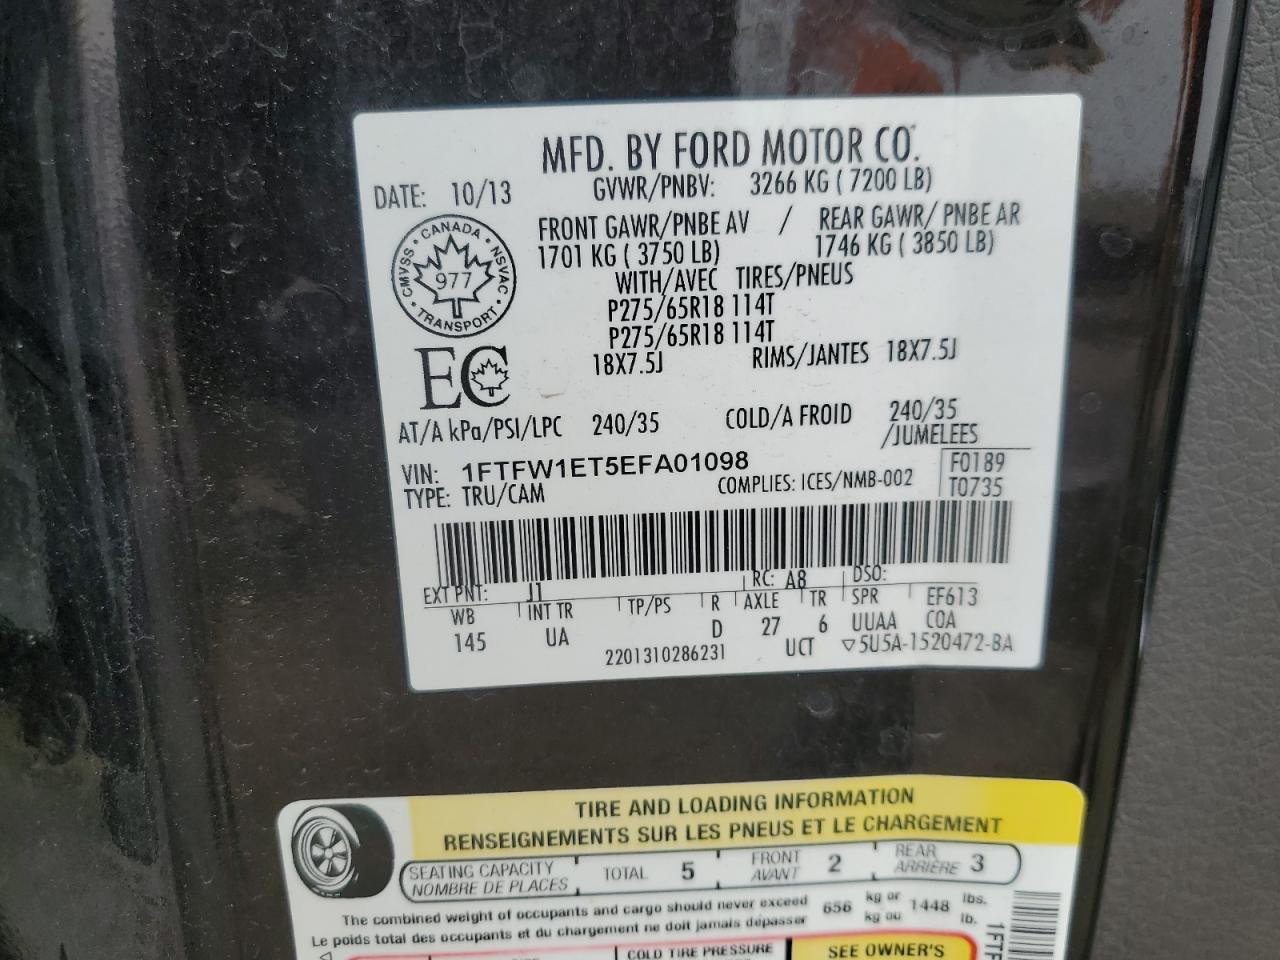 MFD. BY FORD MOTOR CO.
DATE: 10/13 GVWR/PNBV: 3266 KG ( 7200 LB)
FRONT GAWR/PNBE AV / REAR GAWR/ PNBE AR
1701 KG ( 3750 LB) 1746 KG ( 3850 LB)
WITH/AVEC TIRES/PNEUS
P275/65R18 114T
P275/65R18 114T
18X7.5J RIMS/JANTES 18X7.5J
CANADA
CMVSS • NSVAC
977
TRANSPORT
EC
AT/A kPa/PSI/LPC 240/35 COLD/A FROID 240/35
/JUMELEES
VIN: 1FTFW1ET5EFA01098 F0189
TYPE: TRU/CAM COMPLIES: ICES/NMB-002 T0735
EXT PNT: J1 RC: A8 DSO:
WB INT TR TP/PS R AXLE TR SPR EF613
145 UA D 27 6 UUAA COA
2201310286231 UCT 5U5A-1520472-BA
TIRE AND LOADING INFORMATION
RENSEIGNEMENTS SUR LES PNEUS ET LE CHARGEMENT
SEATING CAPACITY TOTAL 5 FRONT 2 REAR 3
NOMBRE DE PLACES AVANT ARRIÈRE
The combined weight of occupants and cargo should never exceed 656 kg or 1448 lbs.
Le poids total des occupants et du chargement ne doit jamais dépasser kg ou lb.
COLD TIRE PRESSURE SEE OWNER'S
1FTF